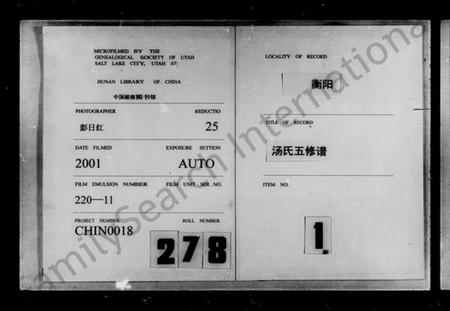 MICROFILMED BY THE
GENEALOGICAL SOCIETY OF UTAH
SALT LAKE CITY, UTAH AT:
HUNAN LIBRARY OF CHINA
中国湖南图书馆
PHOTOGRAPHER REDUCTIO
彭日红 25
DATE FILMED EXPOSURE SETTION
2001 AUTO
FILM EMULSION NUMBER FILM UNIT SER. NO.
220—11
PROJECT NUMBER ROLL NUMBER
CHIN0018 278
LOCALITY OF RECORD
衡阳
TITLE OF RECORD
汤氏五修谱
ITEM NO.
1
FamilySearch International